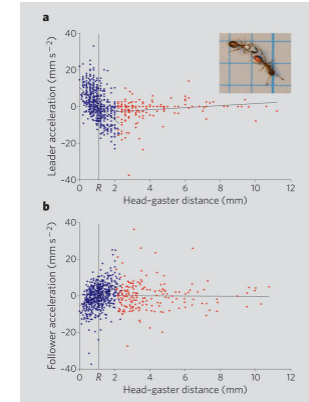 a
Leader acceleration (mm s−2)
40
20
0
−20
−40
0 R 2 4 6 8 10 12
Head–gaster distance (mm)
b
Follower acceleration (mm s−2)
40
20
0
−20
−40
0 R 2 4 6 8 10 12
Head–gaster distance (mm)